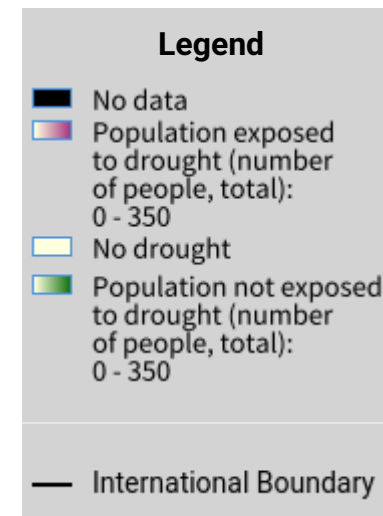 Legend
No data
Population exposed
to drought (number
of people, total):
0 - 350
No drought
Population not exposed
to drought (number
of people, total):
0 - 350
International Boundary